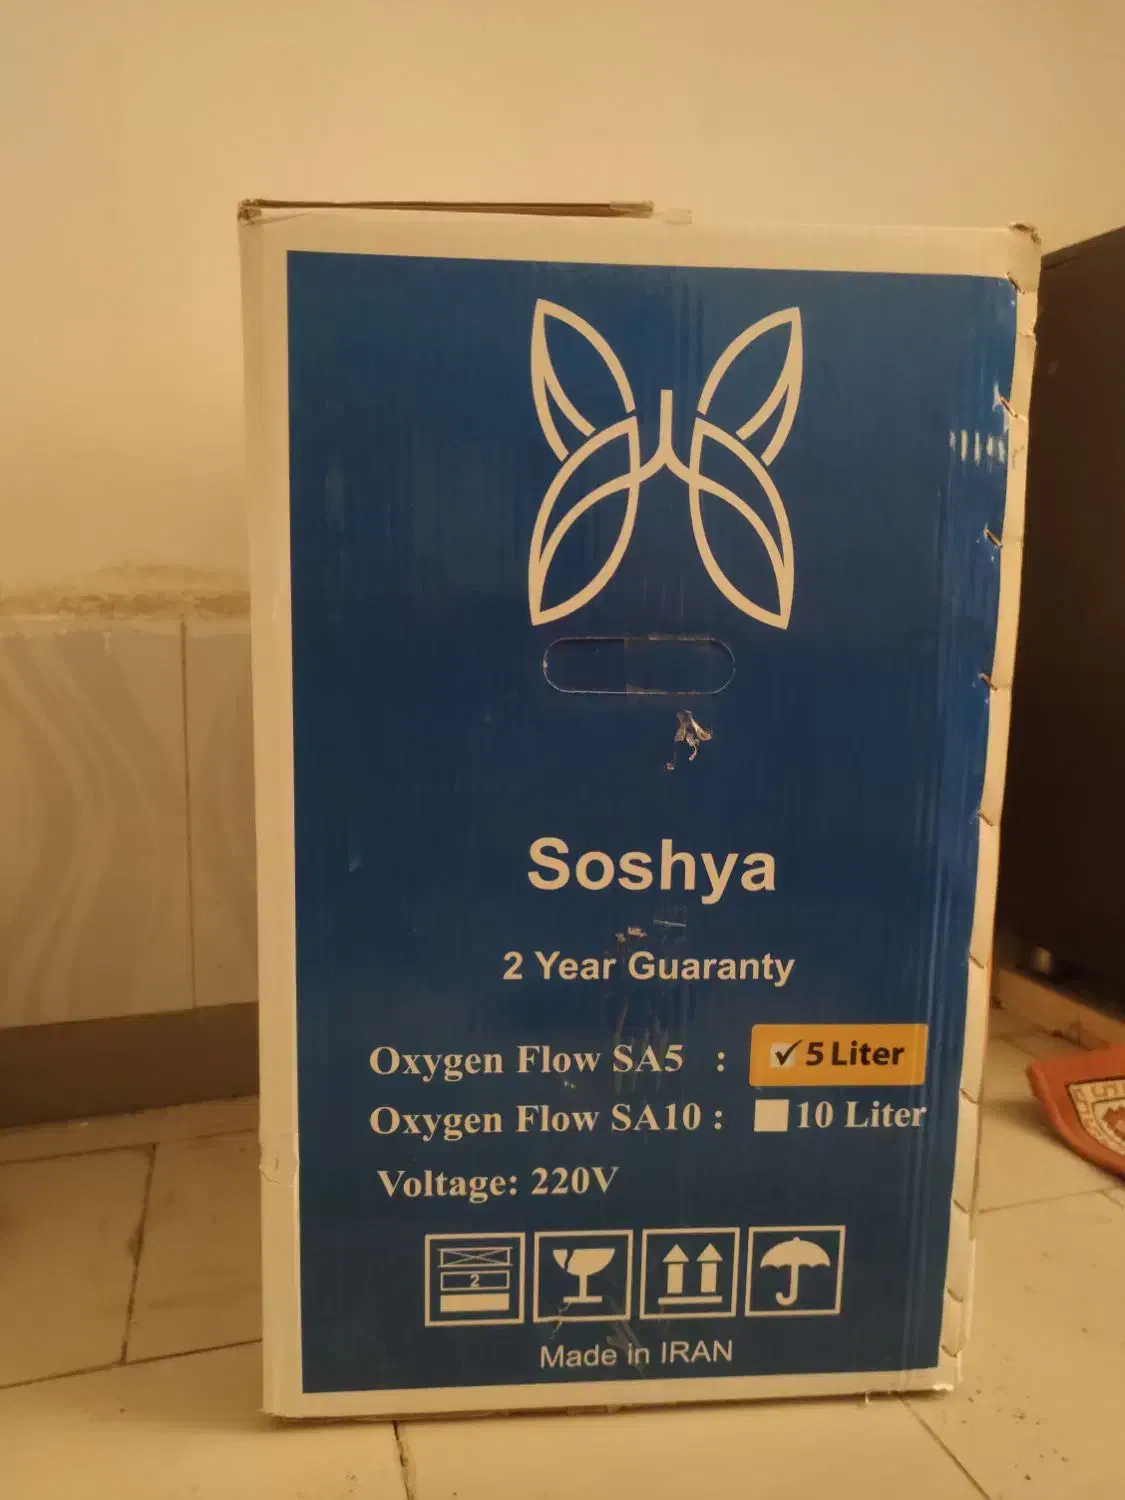 Soshya
2 Year Guaranty
Oxygen Flow SA5 : ✓ 5 Liter
Oxygen Flow SA10 : 10 Liter
Voltage: 220V
2
Made in IRAN